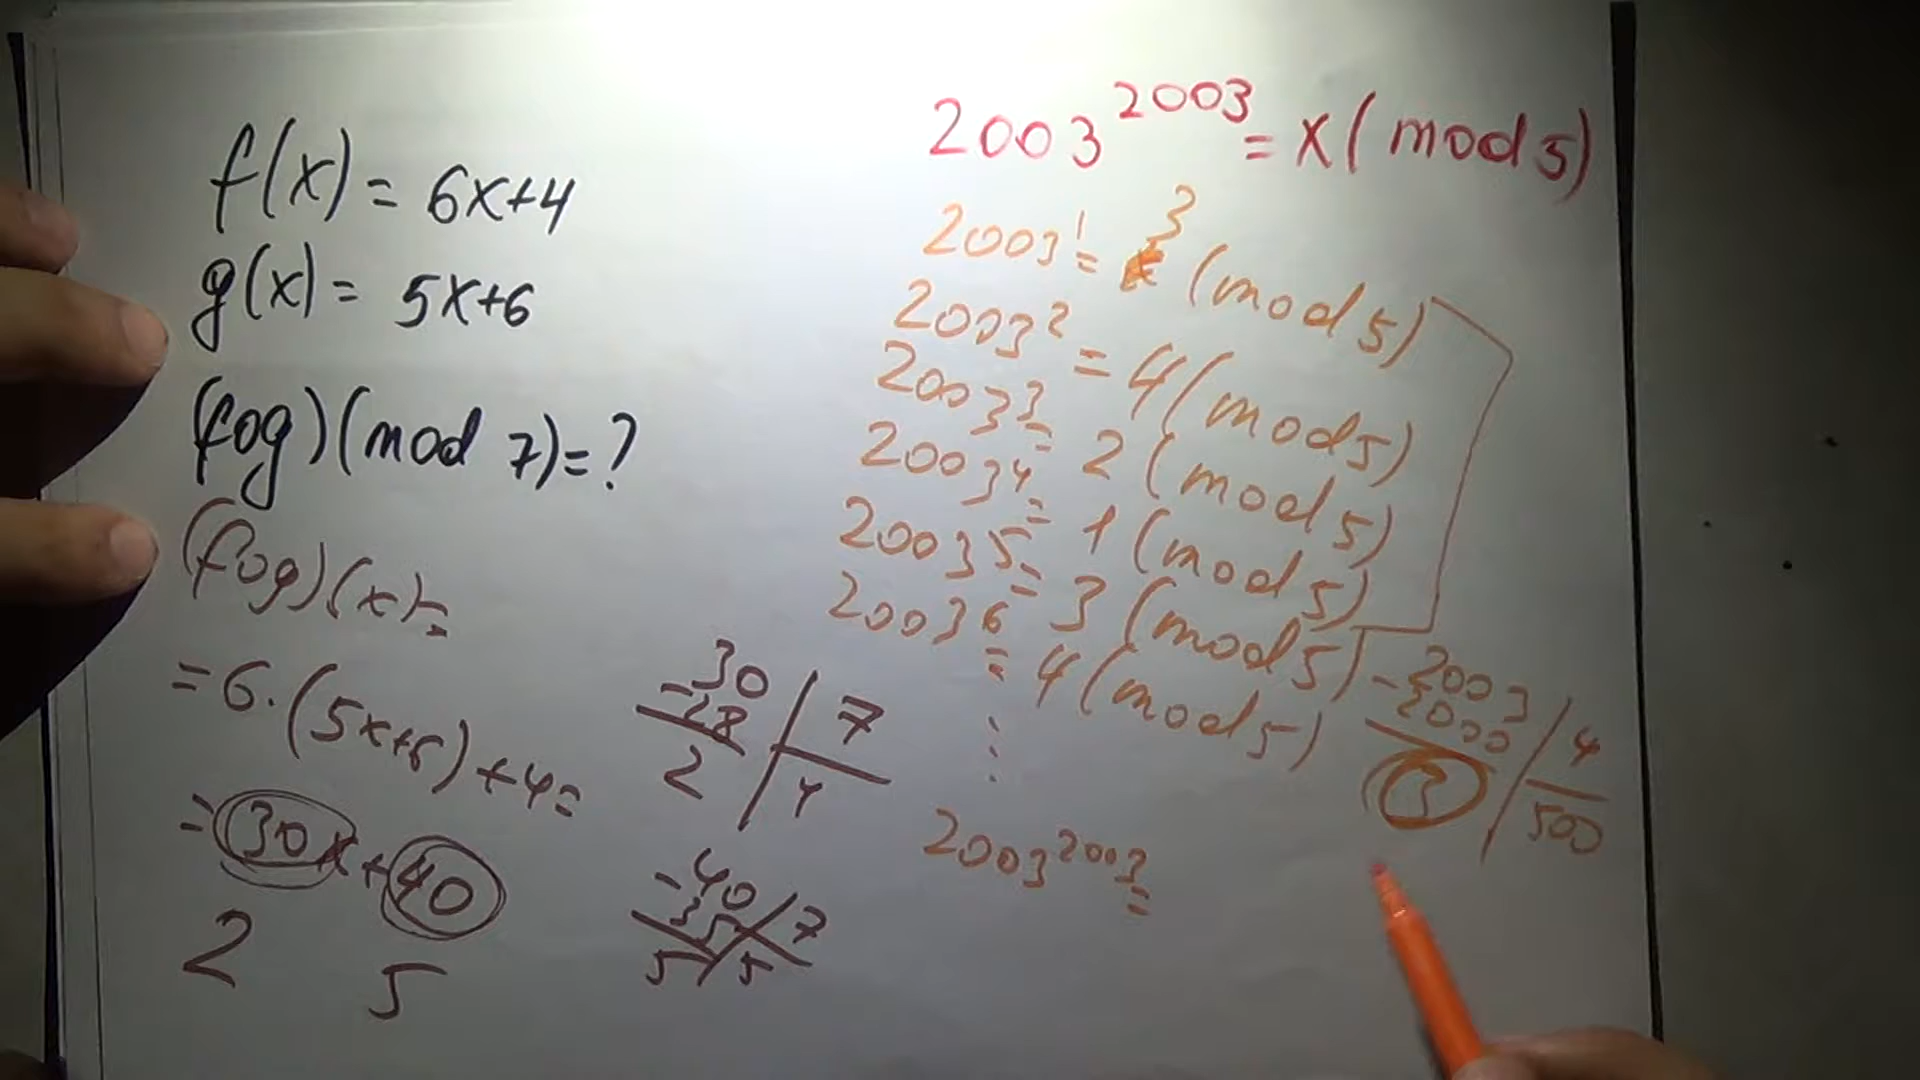 f(x) = 6x+4
g(x) = 5x+6
(fog)(mod 7)=?
(fog)(x)=
=6.(5x+6)+4=
=30x+40
2 5
-30 | 7
28
2 | 4
-40 | 7
35
5 | 5
2003^2003 = x (mod 5)
2003^1 = 3 (mod 5)
2003^2 = 4 (mod 5)
2003^3 = 2 (mod 5)
2003^4 = 1 (mod 5)
2003^5 = 3 (mod 5)
2003^6 = 4 (mod 5)
⋮
2003^2003 =
-2003 | 4
2000
3 | 500